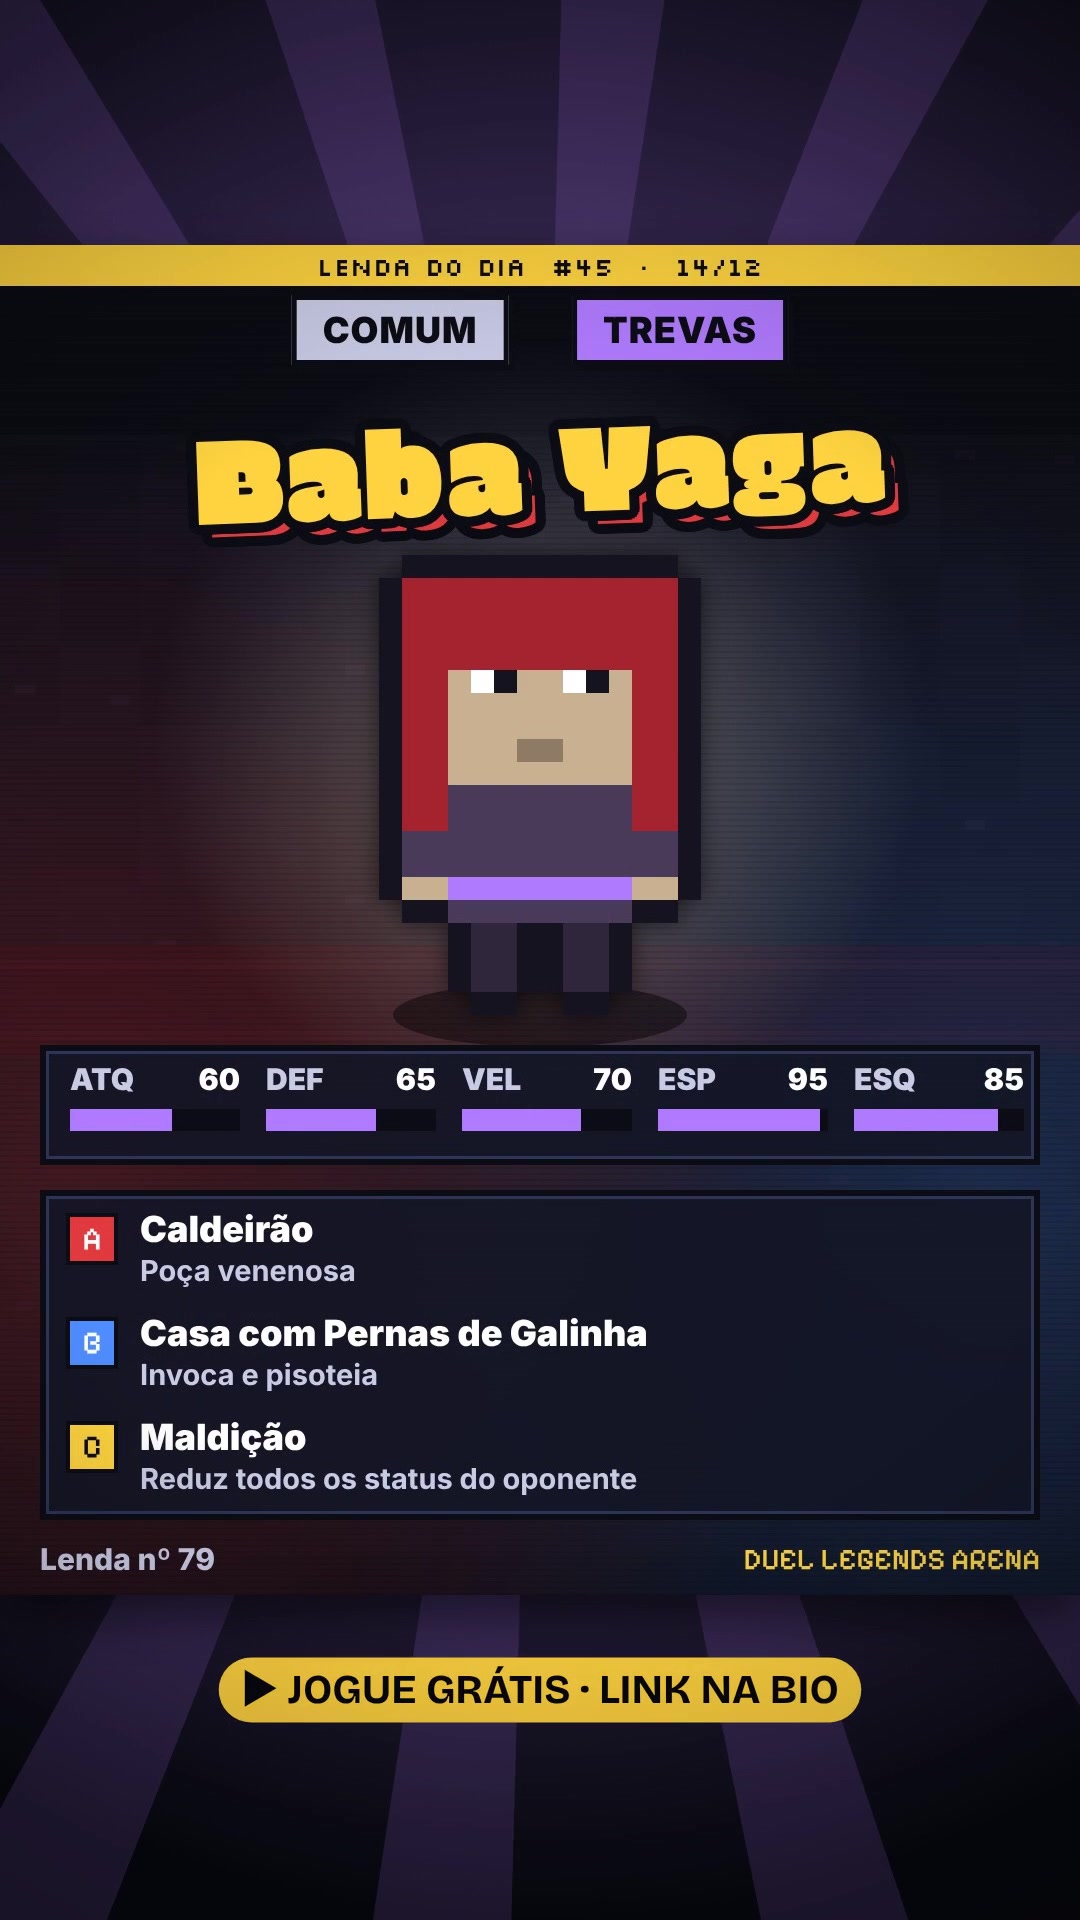 LENDA DO DIA #45 · 14/12
COMUM TREVAS
Baba Yaga
ATQ 60 DEF 65 VEL 70 ESP 95 ESQ 85
A Caldeirão
Poça venenosa
B Casa com Pernas de Galinha
Invoca e pisoteia
C Maldição
Reduz todos os status do oponente
Lenda nº 79 DUEL LEGENDS ARENA
▶ JOGUE GRÁTIS · LINK NA BIO